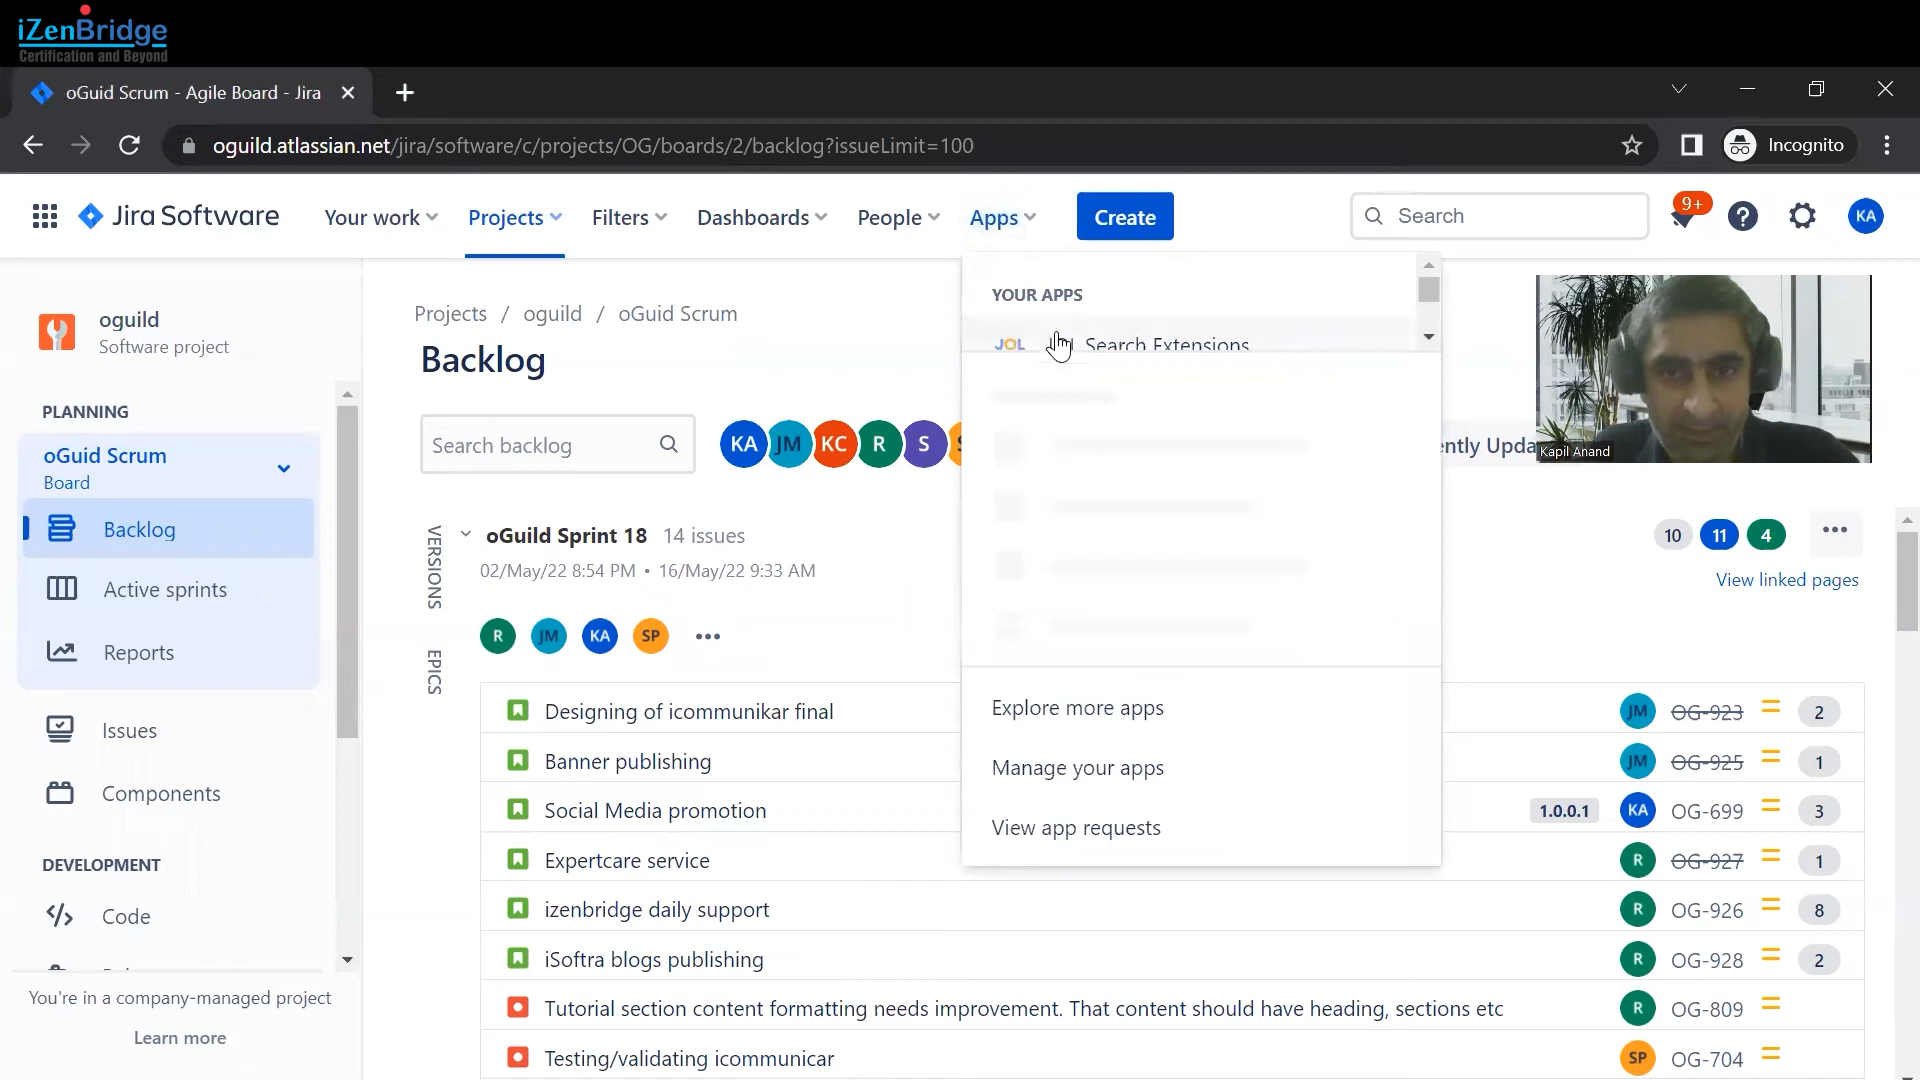 iZenBridge
Certification and Beyond
oGuid Scrum - Agile Board - Jira
oguild.atlassian.net/jira/software/c/projects/OG/boards/2/backlog?issueLimit=100
Incognito
Jira Software
Your work
Projects
Filters
Dashboards
People
Apps
Create
Search
9+
KA
oguild
Software project
PLANNING
oGuid Scrum
Board
Backlog
Active sprints
Reports
Issues
Components
DEVELOPMENT
Code
You're in a company-managed project
Learn more
Projects / oguild / oGuid Scrum
Backlog
Search backlog
KA JM KC R S
YOUR APPS
JOL Search Extensions
Explore more apps
Manage your apps
View app requests
Kapil Anand
VERSIONS
EPICS
oGuild Sprint 18 14 issues
02/May/22 8:54 PM • 16/May/22 9:33 AM
10 11 4
View linked pages
R JM KA SP
Designing of icommunikar final JM OG-923 2
Banner publishing JM OG-925 1
Social Media promotion 1.0.0.1 KA OG-699 3
Expertcare service R OG-927 1
izenbridge daily support R OG-926 8
iSoftra blogs publishing R OG-928 2
Tutorial section content formatting needs improvement. That content should have heading, sections etc R OG-809
Testing/validating icommunicar SP OG-704